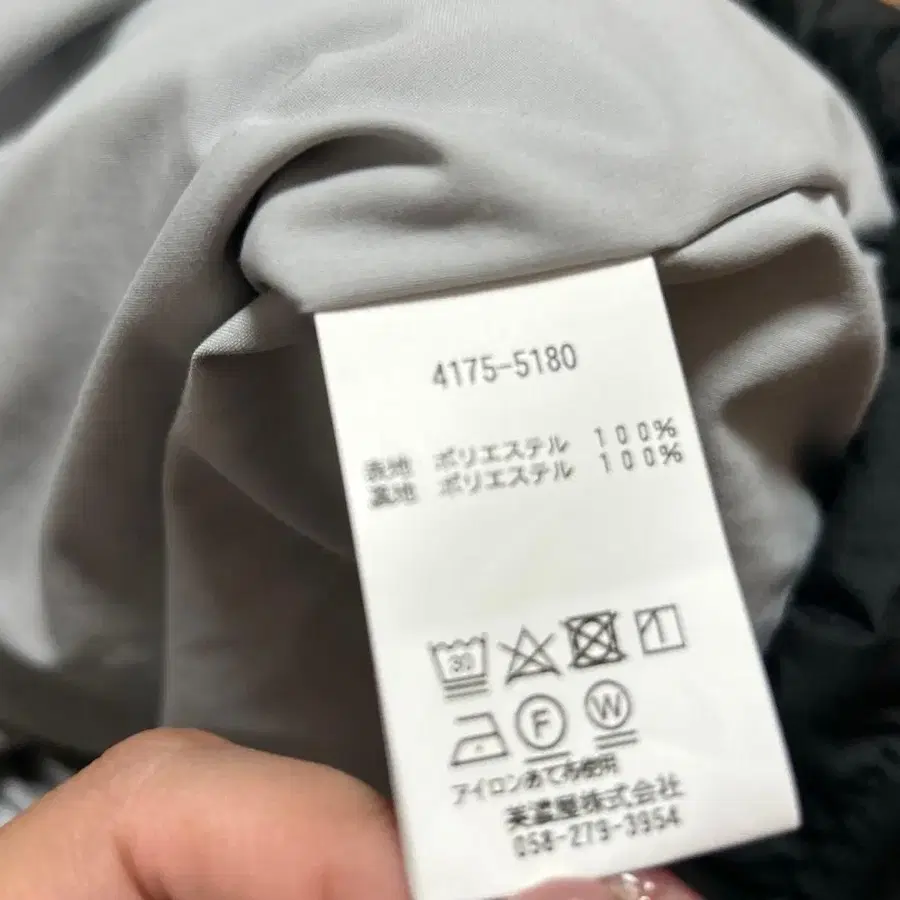 4175-5180
表地 ポリエステル 100%
裏地 ポリエステル 100%
30
F W
アイロンあて布使用
美濃屋株式会社
058-279-3954